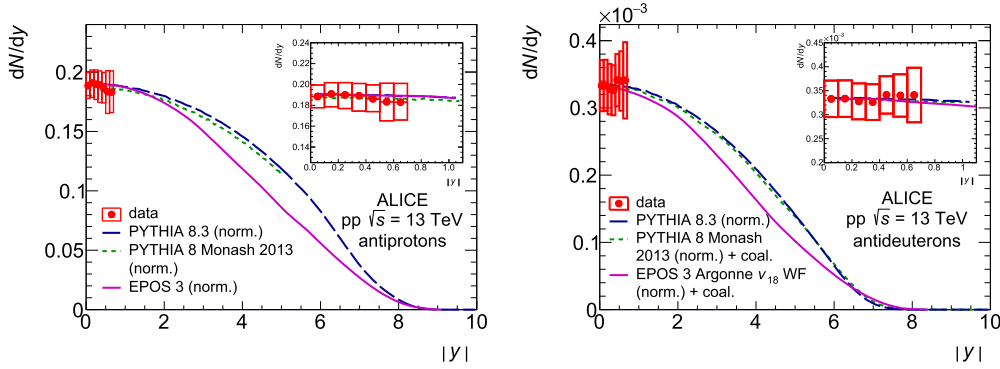 dN/dy
0.2
0.15
0.1
0.05
0
0 2 4 6 8 10
| y |
dN/dy
0.24
0.22
0.2
0.18
0.16
0.14
0.12
0.1
0 0.2 0.4 0.6 0.8 1.0
| y |
ALICE
pp √s = 13 TeV
antiprotons
data
PYTHIA 8.3 (norm.)
PYTHIA 8 Monash 2013
(norm.)
EPOS 3 (norm.)
×10⁻³
dN/dy
0.4
0.3
0.2
0.1
0
0 2 4 6 8 10
| y |
×10⁻³
dN/dy
0.5
0.45
0.4
0.35
0.3
0.25
0.2
0 0.2 0.4 0.6 0.8 1.0
| y |
ALICE
pp √s = 13 TeV
antideuterons
data
PYTHIA 8.3 (norm.)
PYTHIA 8 Monash
2013 (norm.) + coal.
EPOS 3 Argonne v₁₈ WF
(norm.) + coal.